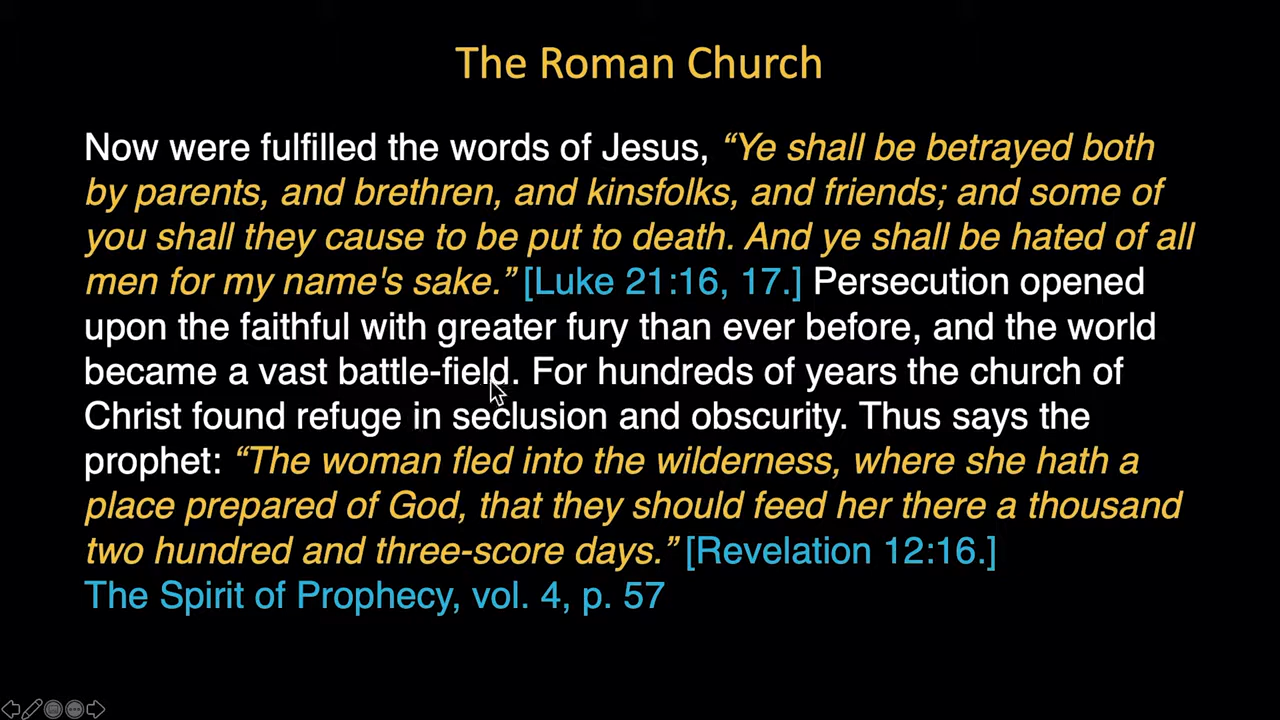 The Roman Church
Now were fulfilled the words of Jesus, “Ye shall be betrayed both
by parents, and brethren, and kinsfolks, and friends; and some of
you shall they cause to be put to death. And ye shall be hated of all
men for my name's sake.” [Luke 21:16, 17.] Persecution opened
upon the faithful with greater fury than ever before, and the world
became a vast battle-field. For hundreds of years the church of
Christ found refuge in seclusion and obscurity. Thus says the
prophet: “The woman fled into the wilderness, where she hath a
place prepared of God, that they should feed her there a thousand
two hundred and three-score days.” [Revelation 12:16.]
The Spirit of Prophecy, vol. 4, p. 57